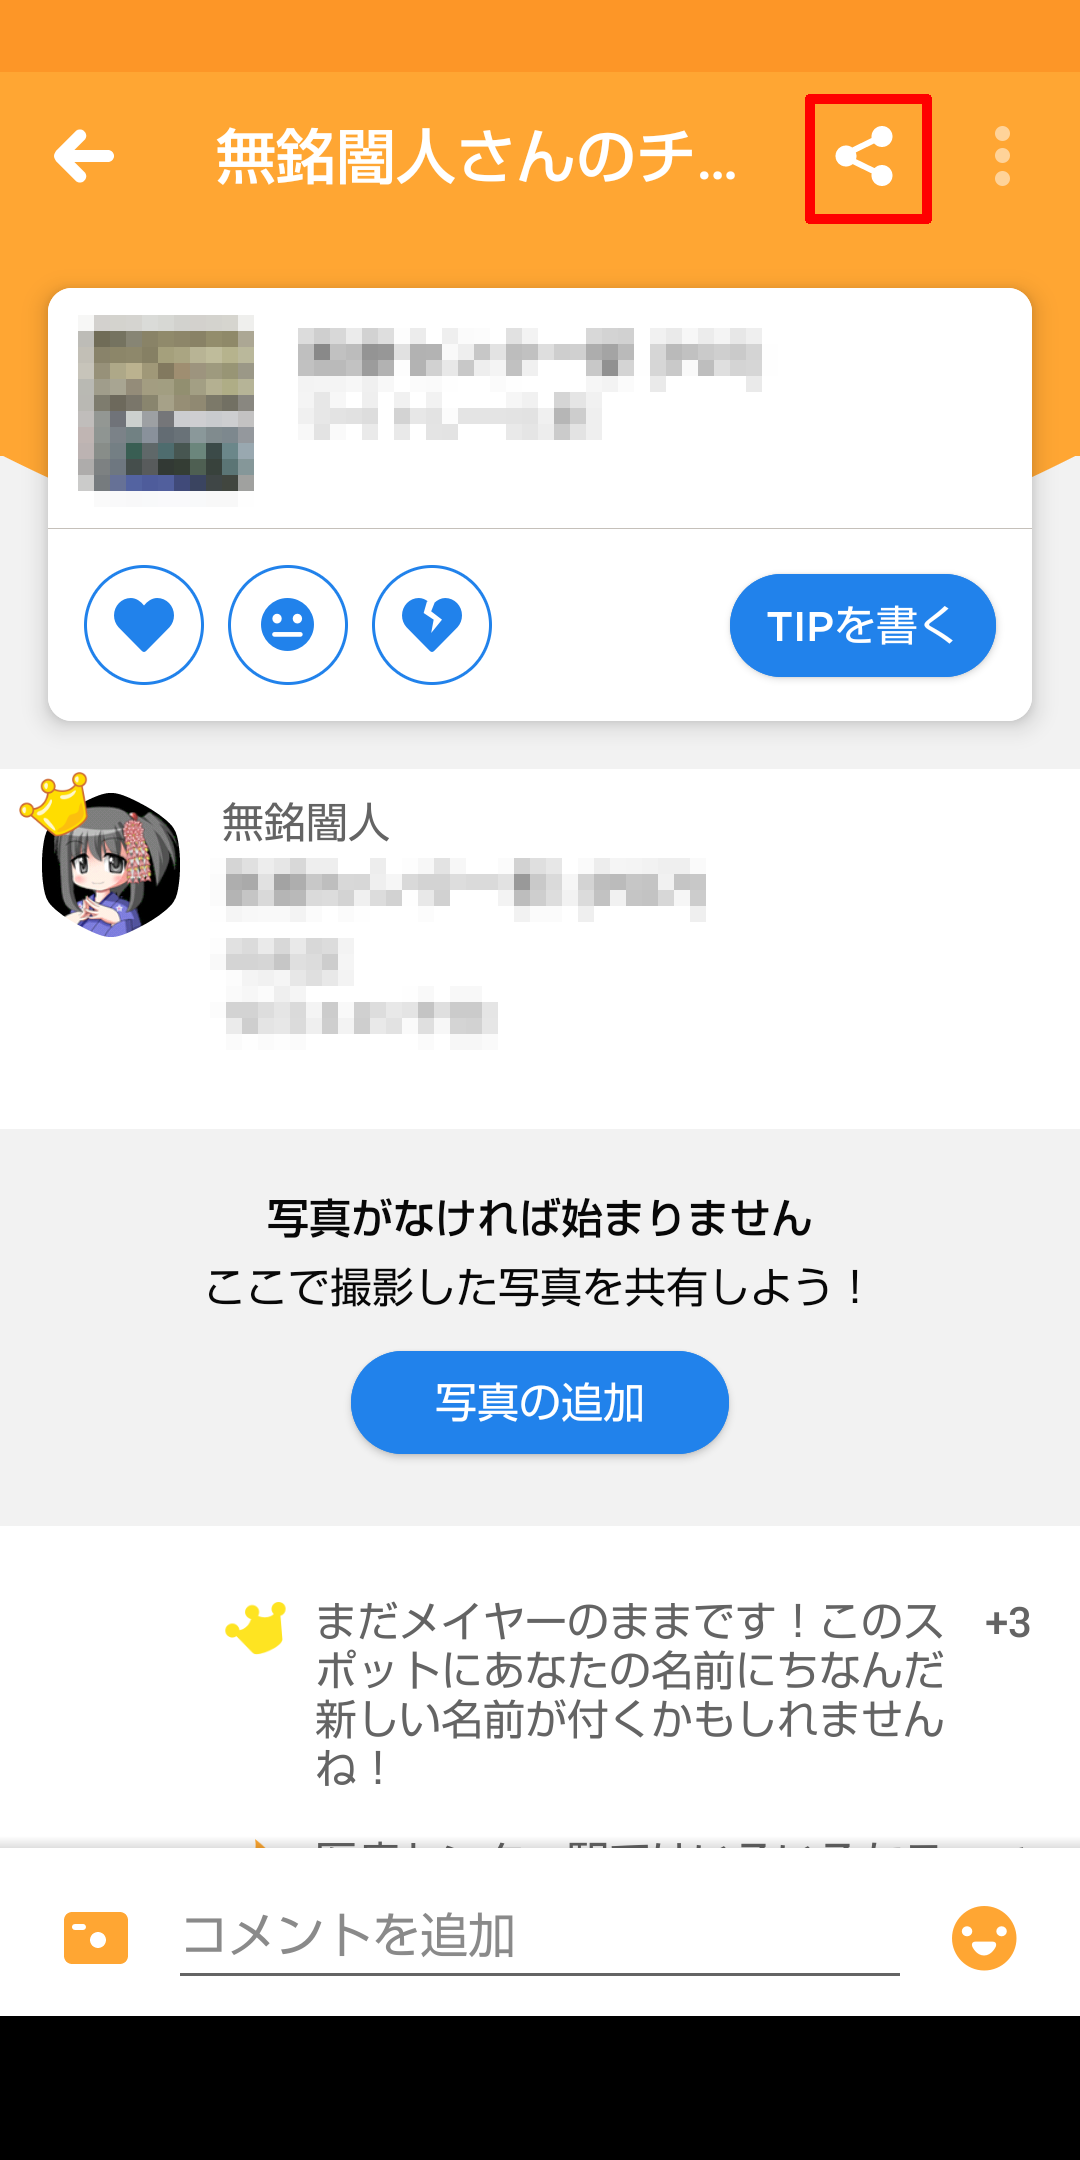 無銘闇人さんのチ...
TIPを書く
無銘闇人
写真がなければ始まりません
ここで撮影した写真を共有しよう！
写真の追加
まだメイヤーのままです！このス +3
ポットにあなたの名前にちなんだ
新しい名前が付くかもしれません
ね！
コメントを追加